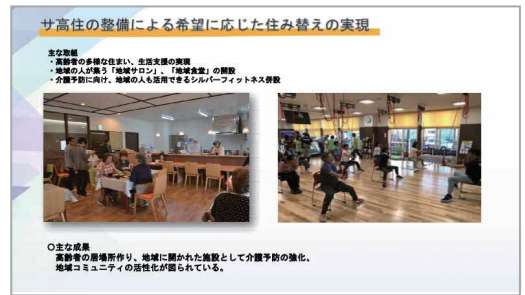 サ高住の整備による希望に応じた住み替えの実現
主な取組
・高齢者の多様な住まい、生活支援の実現
・地域の人が集う「地域サロン」、「地域食堂」の開設
・介護予防に向け、地域の人も活用できるシルバーフィットネス併設
〇主な成果
高齢者の居場所作り、地域に開かれた施設として介護予防の強化、
地域コミュニティの活性化が図られている。